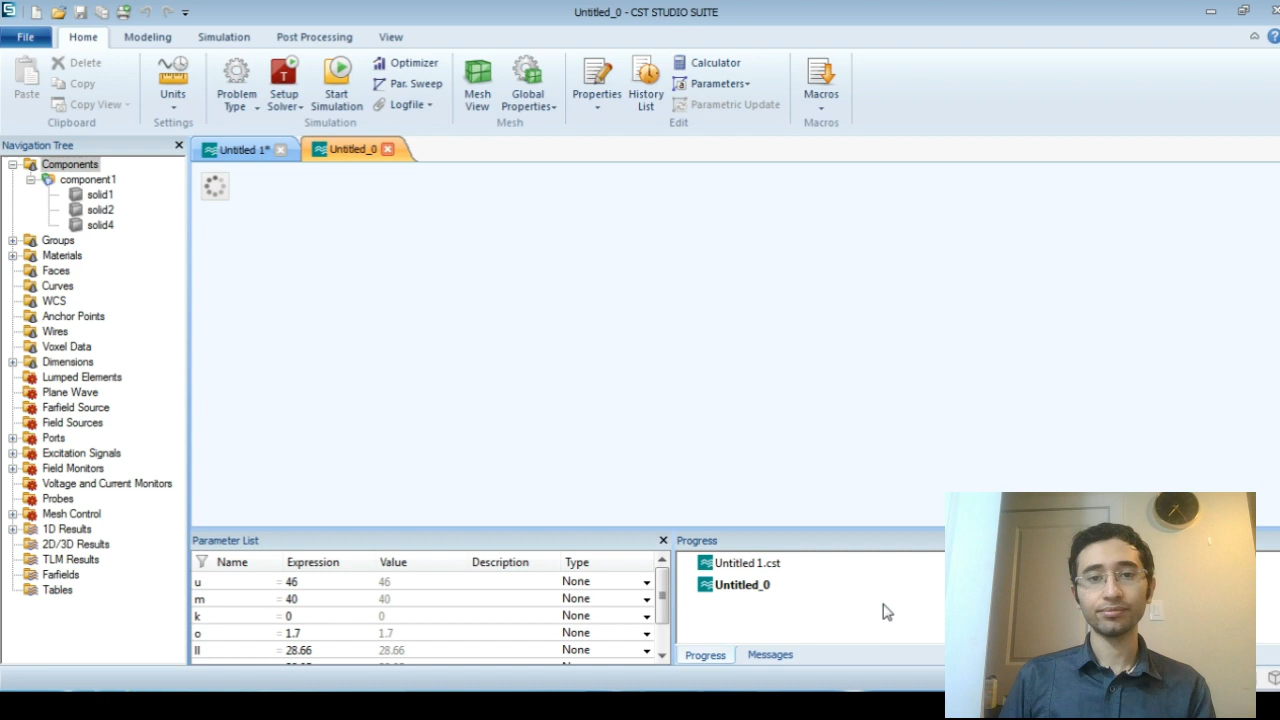 Untitled_0 - CST STUDIO SUITE
File Home Modeling Simulation Post Processing View
Paste
Delete
Copy
Copy View
Clipboard
Units
Settings
Problem Type
Setup Solver
Start Simulation
Optimizer
Par. Sweep
Logfile
Simulation
Mesh View
Global Properties
Mesh
Properties
History List
Calculator
Parameters
Parametric Update
Edit
Macros
Macros
Navigation Tree
Untitled 1*
Untitled_0
Components
component1
solid1
solid2
solid4
Groups
Materials
Faces
Curves
WCS
Anchor Points
Wires
Voxel Data
Dimensions
Lumped Elements
Plane Wave
Farfield Source
Field Sources
Ports
Excitation Signals
Field Monitors
Voltage and Current Monitors
Probes
Mesh Control
1D Results
2D/3D Results
TLM Results
Farfields
Tables
Parameter List
Name Expression Value Description Type
u = 46 46 None
m = 40 40 None
k = 0 0 None
o = 1.7 1.7 None
ll = 28.66 28.66 None
Progress
Untitled 1.cst
Untitled_0
Progress Messages